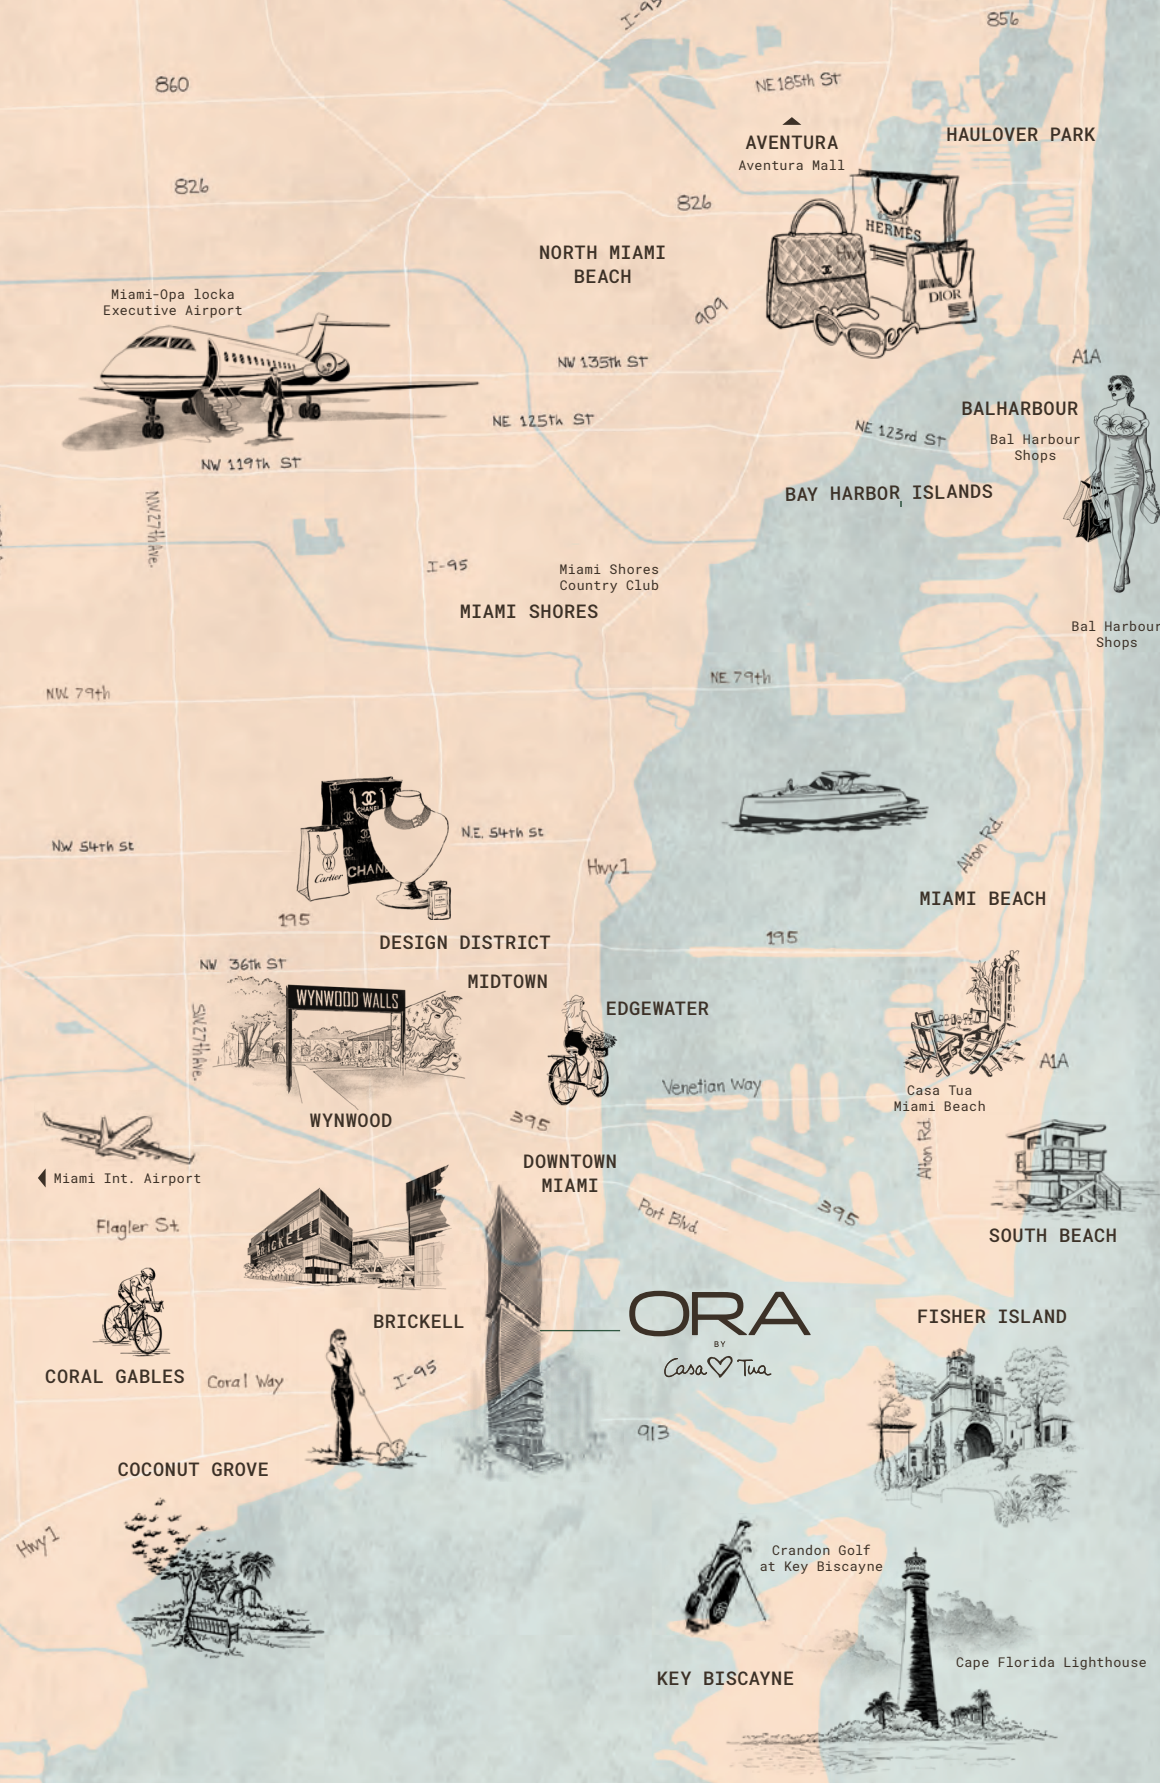 I-95
856
860
NE 185th St
AVENTURA
Aventura Mall
HAULOVER PARK
826
826
HERMÈS
Hwy
DIOR
NORTH MIAMI
BEACH
Miami-Opa locka
Executive Airport
909
NW 135th ST
A1A
BALHARBOUR
Bal Harbour
Shops
NE 125th ST
NE 123rd ST
NW 119th ST
BAY HARBOR ISLANDS
N.W. 27th Ave.
I-95
Miami Shores
Country Club
MIAMI SHORES
Bal Harbour
Shops
NE. 79th
N.W. 79th
CHANEL
CHANEL
Cartier
N.W. 54th St
N.E. 54th St
Hwy 1
Alton Rd.
MIAMI BEACH
195
DESIGN DISTRICT
195
NW 36th ST
MIDTOWN
WYNWOOD WALLS
EDGEWATER
S.W. 27th Ave.
A1A
Venetian Way
Casa Tua
Miami Beach
WYNWOOD
395
Alton Rd
DOWNTOWN
MIAMI
Miami Int. Airport
Port Blvd.
395
Flagler St.
BRICKELL
SOUTH BEACH
ORA
BY
Casa Tua
BRICKELL
FISHER ISLAND
CORAL GABLES
Coral Way
I-95
913
COCONUT GROVE
Hwy 1
Crandon Golf
at Key Biscayne
Cape Florida Lighthouse
KEY BISCAYNE